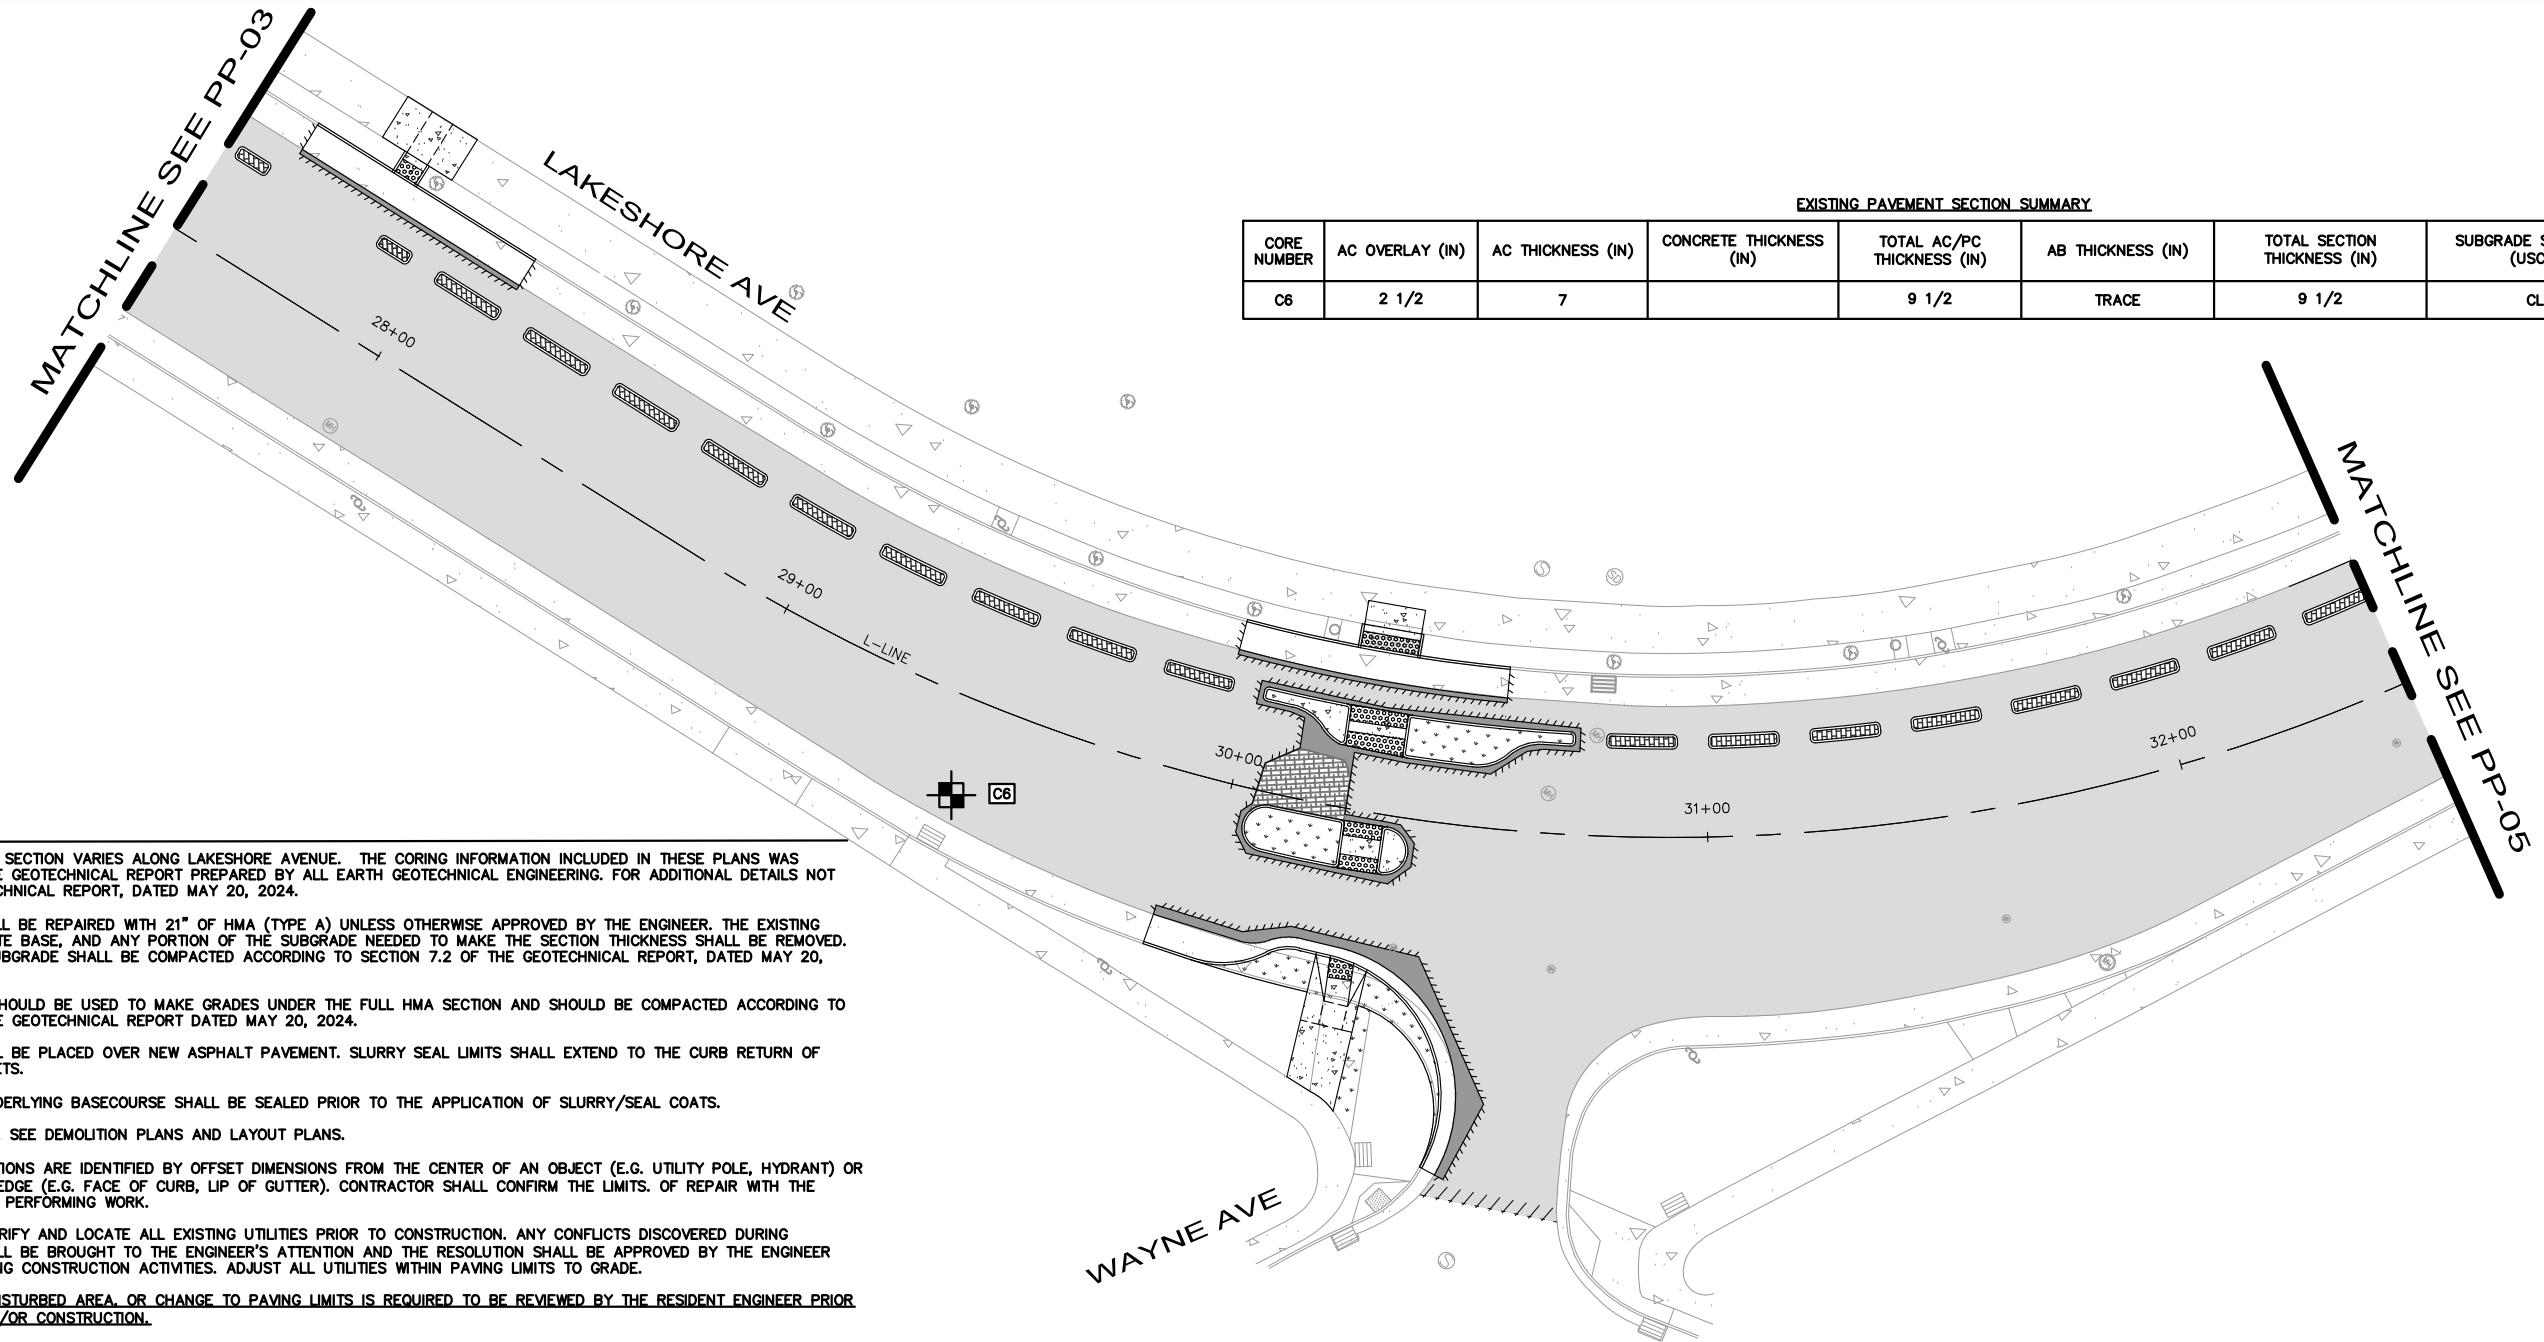 MATCHLINE SEE PP-03
LAKESHORE AVE
EXISTING PAVEMENT SECTION SUMMARY
CORE NUMBER | AC OVERLAY (IN) | AC THICKNESS (IN) | CONCRETE THICKNESS (IN) | TOTAL AC/PC THICKNESS (IN) | AB THICKNESS (IN) | TOTAL SECTION THICKNESS (IN) | SUBGRADE
C6 | 2 1/2 | 7 | | 9 1/2 | TRACE | 9 1/2 | CL
28+00
29+00
L-LINE
30+00
31+00
32+00
MATCHLINE SEE PP-05
C6
MH
MH
MH
SD
WAYNE AVE
SECTION VARIES ALONG LAKESHORE AVENUE. THE CORING INFORMATION INCLUDED IN THESE PLANS WAS
GEOTECHNICAL REPORT PREPARED BY ALL EARTH GEOTECHNICAL ENGINEERING. FOR ADDITIONAL DETAILS NOT
REPORT, DATED MAY 20, 2024.
BE REPAIRED WITH 21" OF HMA (TYPE A) UNLESS OTHERWISE APPROVED BY THE ENGINEER. THE EXISTING
BASE, AND ANY PORTION OF THE SUBGRADE NEEDED TO MAKE THE SECTION THICKNESS SHALL BE REMOVED.
SHALL BE COMPACTED ACCORDING TO SECTION 7.2 OF THE GEOTECHNICAL REPORT, DATED MAY 20,
BE USED TO MAKE GRADES UNDER THE FULL HMA SECTION AND SHOULD BE COMPACTED ACCORDING TO
GEOTECHNICAL REPORT DATED MAY 20, 2024.
BE PLACED OVER NEW ASPHALT PAVEMENT. SLURRY SEAL LIMITS SHALL EXTEND TO THE CURB RETURN OF
BASECOURSE SHALL BE SEALED PRIOR TO THE APPLICATION OF SLURRY/SEAL COATS.
SEE DEMOLITION PLANS AND LAYOUT PLANS.
ARE IDENTIFIED BY OFFSET DIMENSIONS FROM THE CENTER OF AN OBJECT (E.G. UTILITY POLE, HYDRANT) OR
EDGE (E.G. FACE OF CURB, LIP OF GUTTER). CONTRACTOR SHALL CONFIRM THE LIMITS. OF REPAIR WITH THE
PERFORMING WORK.
AND LOCATE ALL EXISTING UTILITIES PRIOR TO CONSTRUCTION. ANY CONFLICTS DISCOVERED DURING
BE BROUGHT TO THE ENGINEER'S ATTENTION AND THE RESOLUTION SHALL BE APPROVED BY THE ENGINEER
CONSTRUCTION ACTIVITIES. ADJUST ALL UTILITIES WITHIN PAVING LIMITS TO GRADE.
AREA, OR CHANGE TO PAVING LIMITS IS REQUIRED TO BE REVIEWED BY THE RESIDENT ENGINEER PRIOR
/OR CONSTRUCTION.